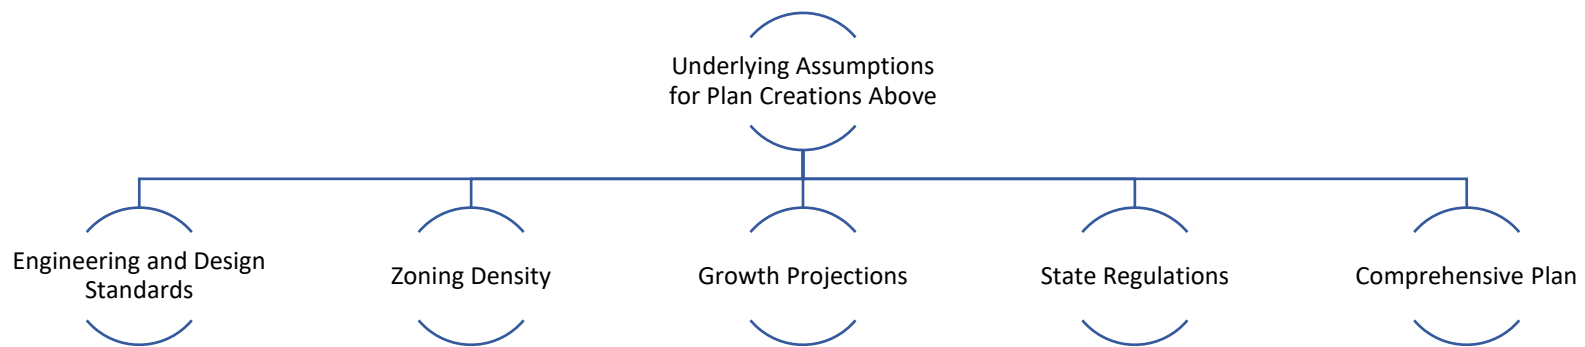 Underlying Assumptions
for Plan Creations Above
Engineering and Design
Standards
Zoning Density
Growth Projections
State Regulations
Comprehensive Plan